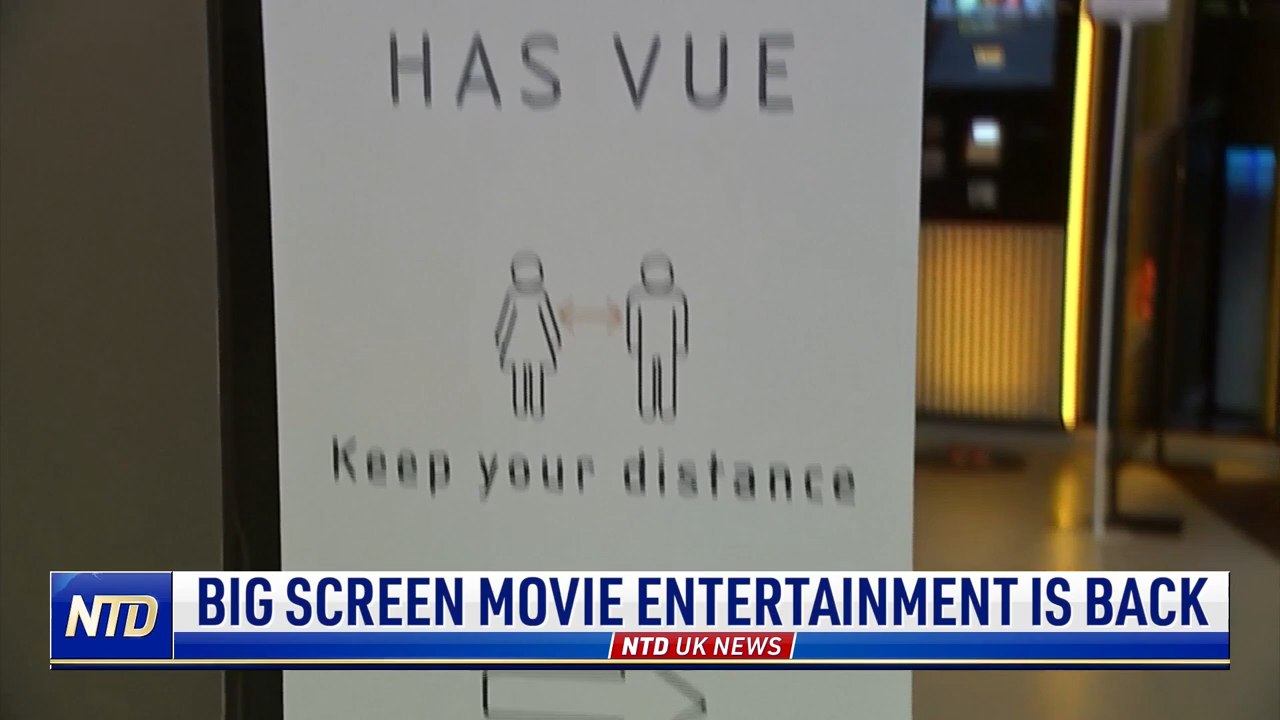 HAS VUE
Keep your distance
NTD
BIG SCREEN MOVIE ENTERTAINMENT IS BACK
NTD UK NEWS